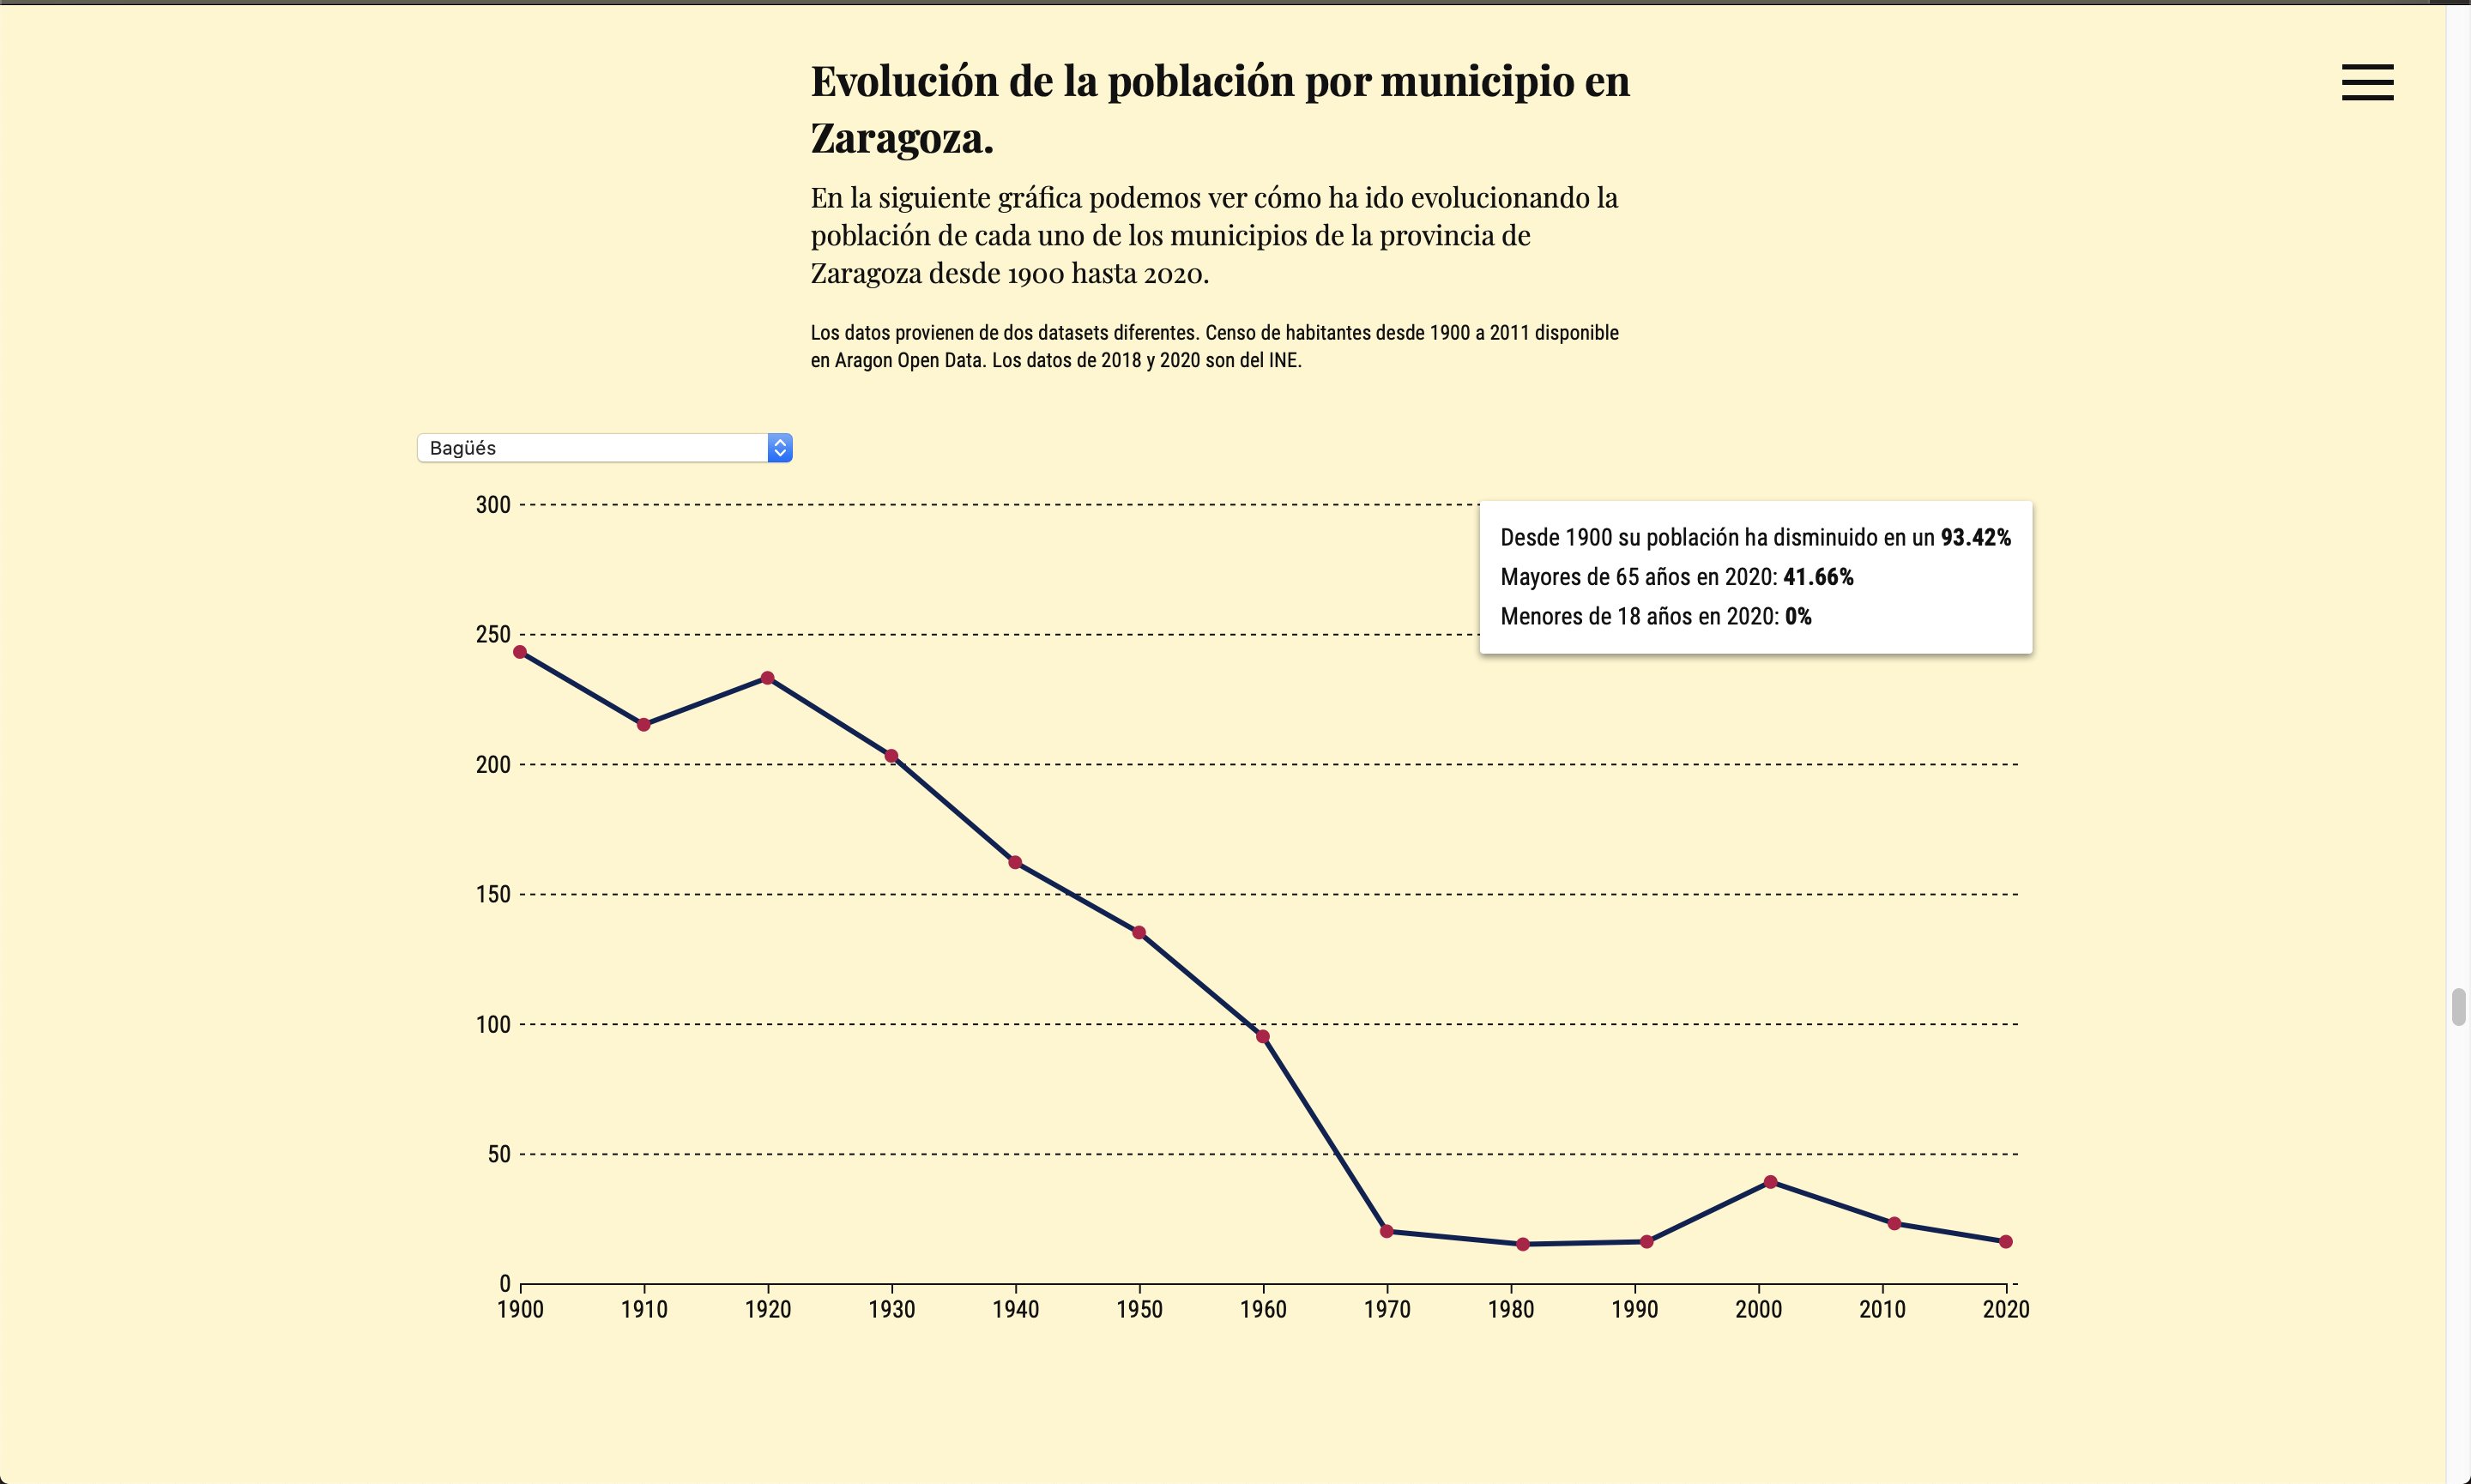 Evolución de la población por municipio en
Zaragoza.
En la siguiente gráfica podemos ver cómo ha ido evolucionando la
población de cada uno de los municipios de la provincia de
Zaragoza desde 1900 hasta 2020.
Los datos provienen de dos datasets diferentes. Censo de habitantes desde 1900 a 2011 disponible
en Aragon Open Data. Los datos de 2018 y 2020 son del INE.
Bagüés
300
Desde 1900 su población ha disminuido en un 93.42%
Mayores de 65 años en 2020: 41.66%
Menores de 18 años en 2020: 0%
250
200
150
100
50
0
1900 1910 1920 1930 1940 1950 1960 1970 1980 1990 2000 2010 2020